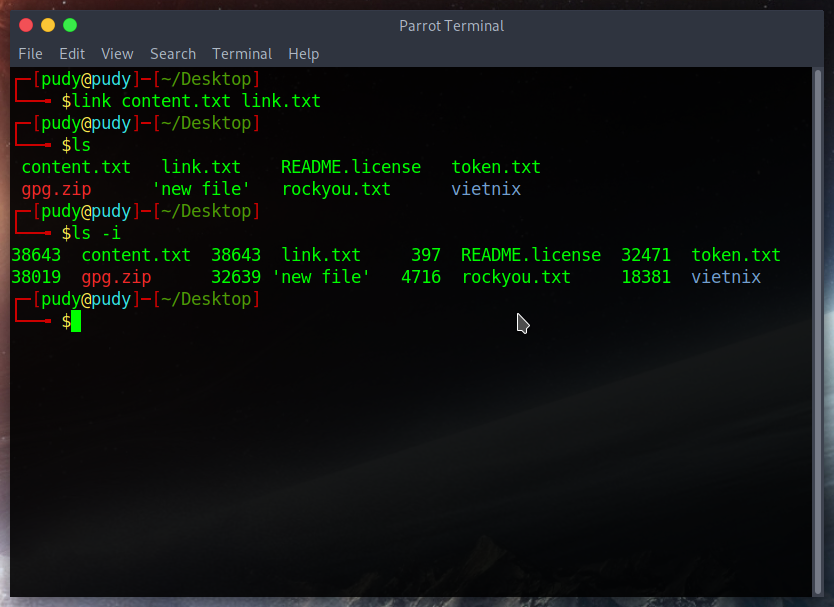 Parrot Terminal
File Edit View Search Terminal Help
┌─[pudy@pudy]─[~/Desktop]
└──╼ $link content.txt link.txt
┌─[pudy@pudy]─[~/Desktop]
└──╼ $ls
content.txt link.txt README.license token.txt
gpg.zip 'new file' rockyou.txt vietnix
┌─[pudy@pudy]─[~/Desktop]
└──╼ $ls -i
38643 content.txt 38643 link.txt 397 README.license 32471 token.txt
38019 gpg.zip 32639 'new file' 4716 rockyou.txt 18381 vietnix
┌─[pudy@pudy]─[~/Desktop]
└──╼ $